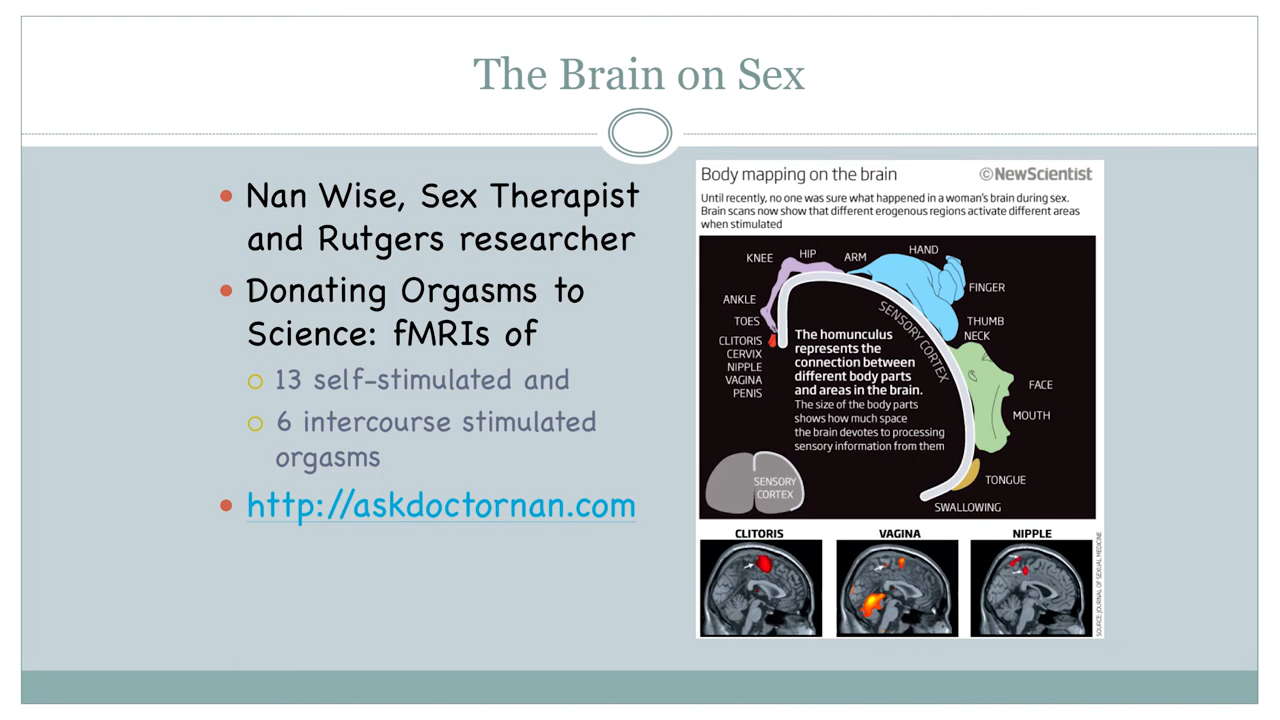 The Brain on Sex
Nan Wise, Sex Therapist
and Rutgers researcher
Donating Orgasms to
Science: fMRIs of
13 self-stimulated and
6 intercourse stimulated
orgasms
http://askdoctornan.com
Body mapping on the brain
©NewScientist
Until recently, no one was sure what happened in a woman's brain during sex.
Brain scans now show that different erogenous regions activate different areas
when stimulated
KNEE
HIP
ARM
HAND
FINGER
ANKLE
TOES
CLITORIS
CERVIX
NIPPLE
VAGINA
PENIS
THUMB
NECK
FACE
MOUTH
TONGUE
SWALLOWING
SENSORY CORTEX
The homunculus
represents the
connection between
different body parts
and areas in the brain.
The size of the body parts
shows how much space
the brain devotes to processing
sensory information from them
SENSORY
CORTEX
CLITORIS
VAGINA
NIPPLE
SOURCE: JOURNAL OF SEXUAL MEDICINE